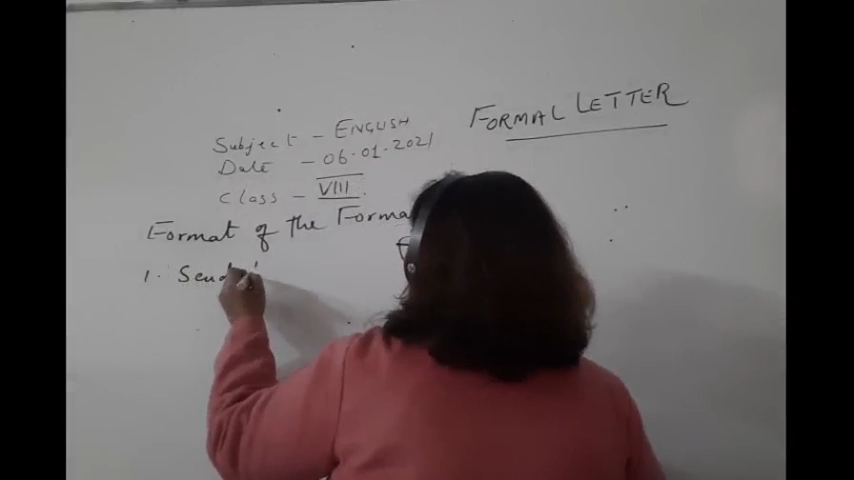 FORMAL LETTER
Subject - ENGLISH
Date - 06.01.2021
Class - VIII.
Format of the Forma
1. Send